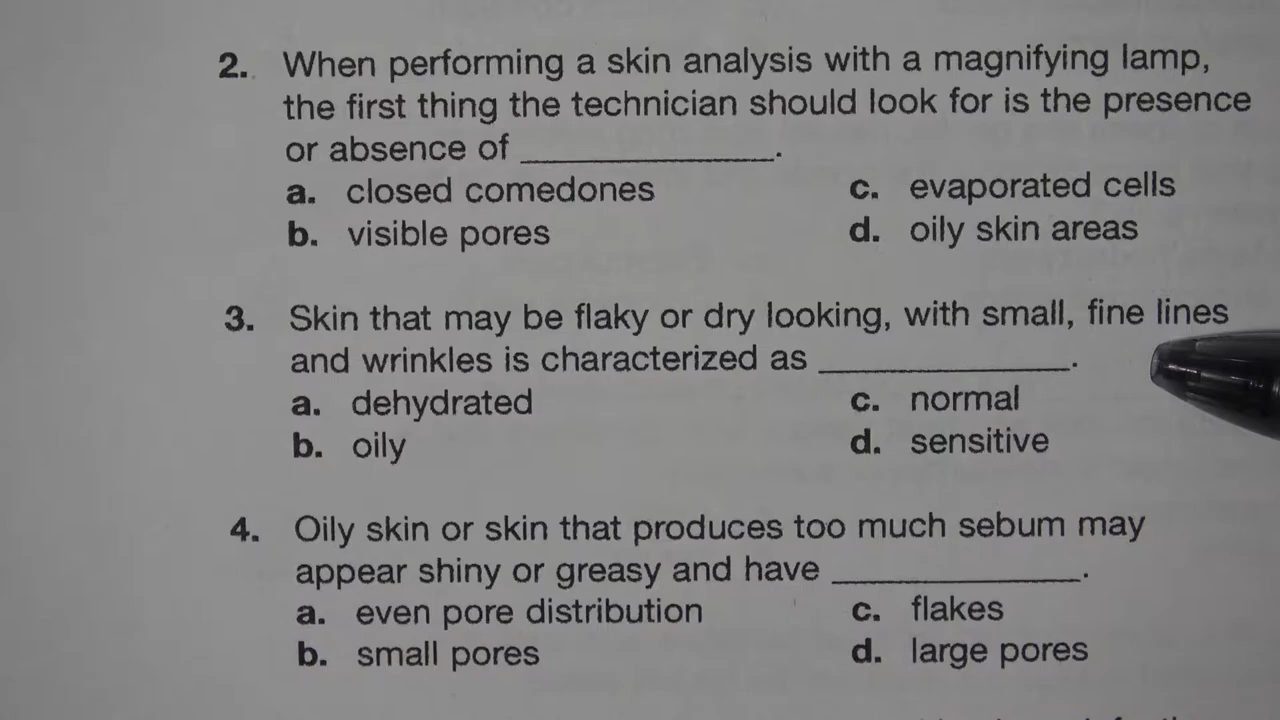 2. When performing a skin analysis with a magnifying lamp,
the first thing the technician should look for is the presence
or absence of ______________.
a. closed comedones c. evaporated cells
b. visible pores d. oily skin areas
3. Skin that may be flaky or dry looking, with small, fine lines
and wrinkles is characterized as ______________.
a. dehydrated c. normal
b. oily d. sensitive
4. Oily skin or skin that produces too much sebum may
appear shiny or greasy and have ______________.
a. even pore distribution c. flakes
b. small pores d. large pores